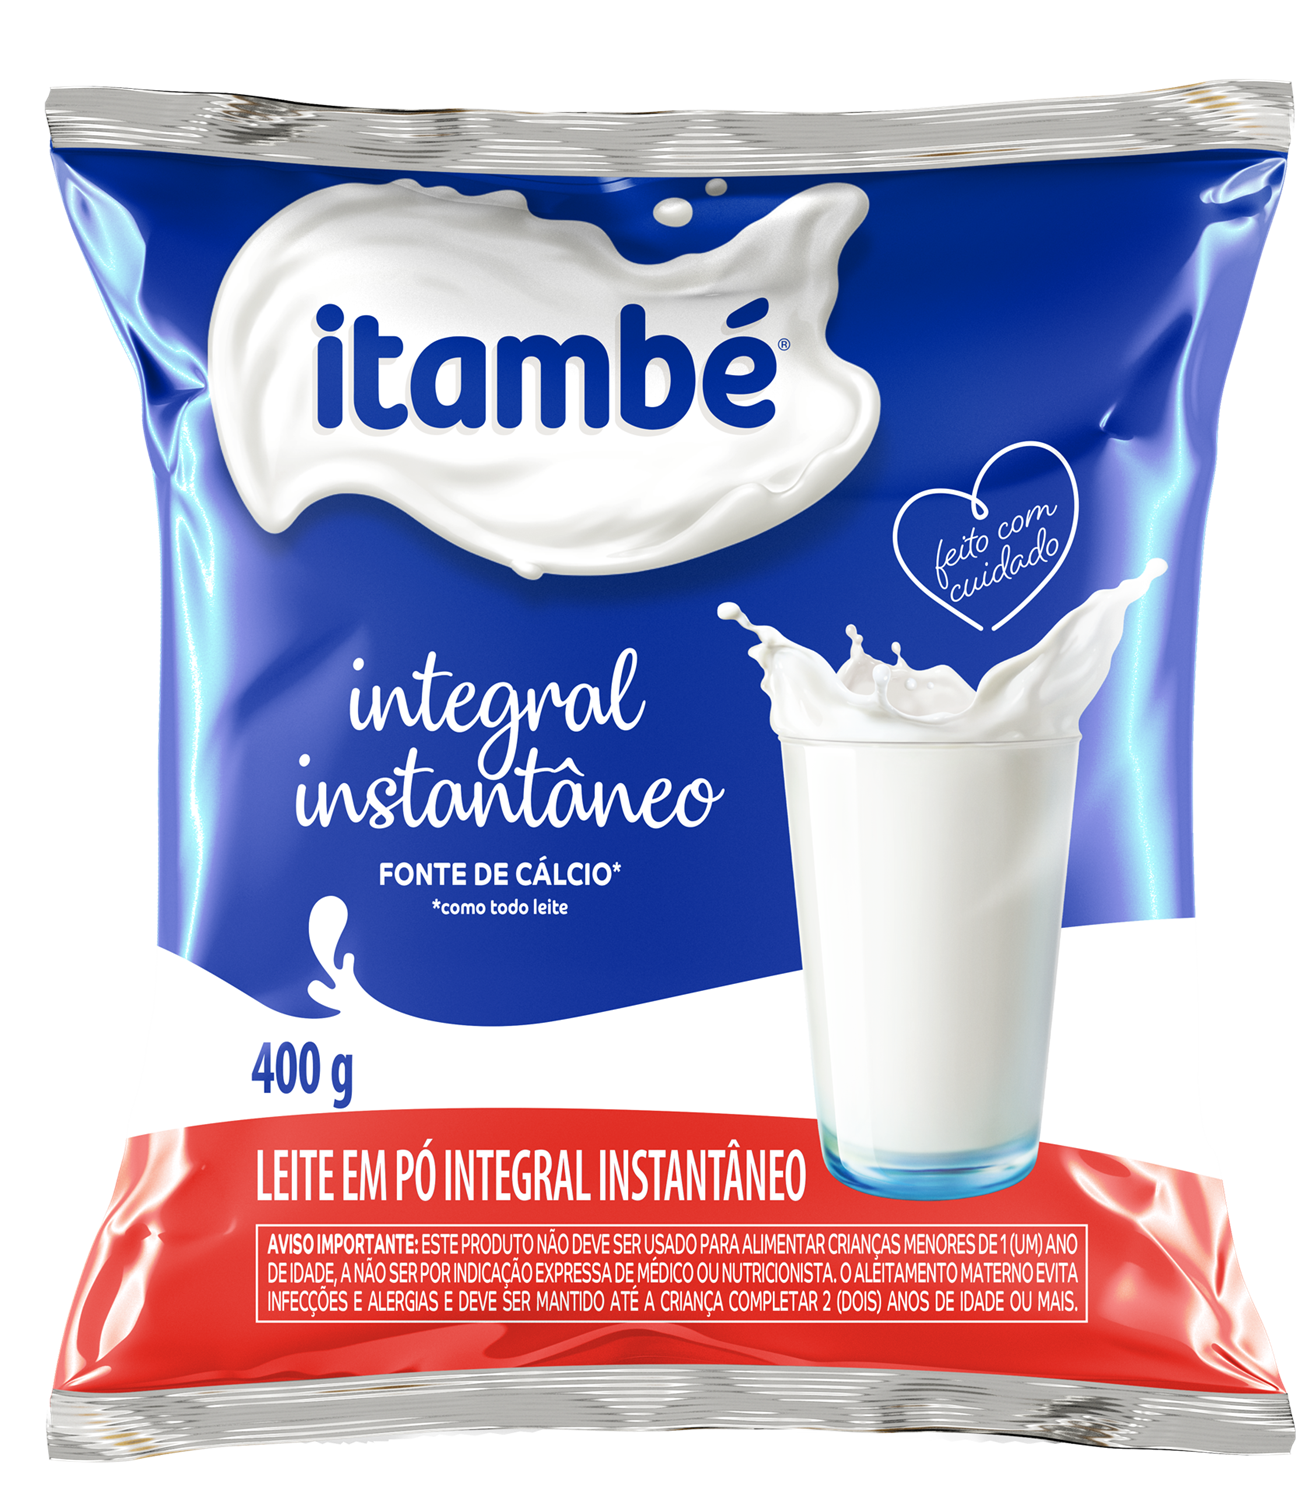 itambé®
feito com
cuidado
integral
instantâneo
FONTE DE CÁLCIO*
*como todo leite
400 g
LEITE EM PÓ INTEGRAL INSTANTÂNEO
AVISO IMPORTANTE: ESTE PRODUTO NÃO DEVE SER USADO PARA ALIMENTAR CRIANÇAS MENORES DE 1 (UM) ANO
DE IDADE, A NÃO SER POR INDICAÇÃO EXPRESSA DE MÉDICO OU NUTRICIONISTA. O ALEITAMENTO MATERNO EVITA
INFECÇÕES E ALERGIAS E DEVE SER MANTIDO ATÉ A CRIANÇA COMPLETAR 2 (DOIS) ANOS DE IDADE OU MAIS.